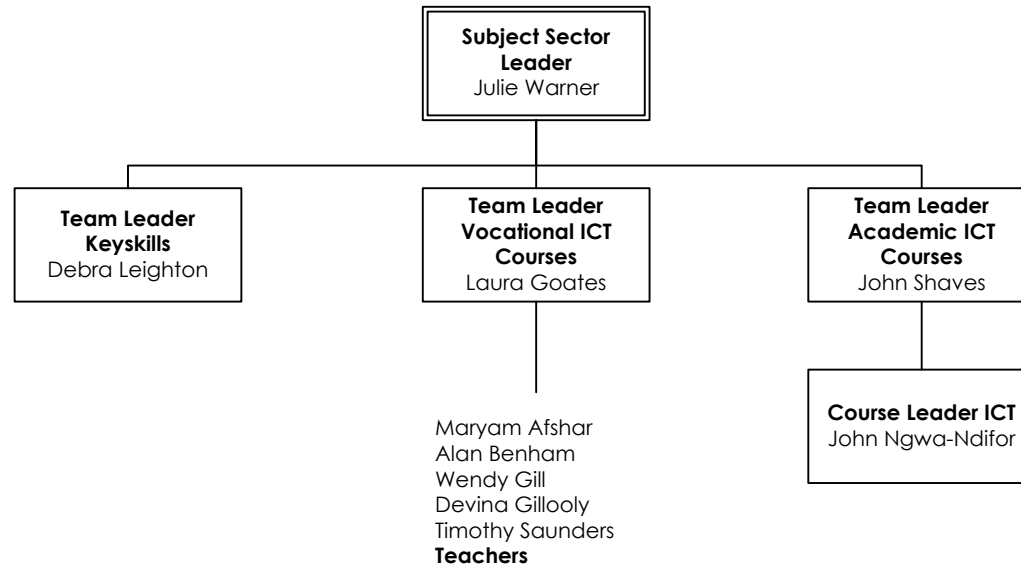 Subject Sector
Leader
Julie Warner
Team Leader
Keyskills
Debra Leighton
Team Leader
Vocational ICT
Courses
Laura Goates
Team Leader
Academic ICT
Courses
John Shaves
Course Leader ICT
John Ngwa-Ndifor
Maryam Afshar
Alan Benham
Wendy Gill
Devina Gillooly
Timothy Saunders
Teachers